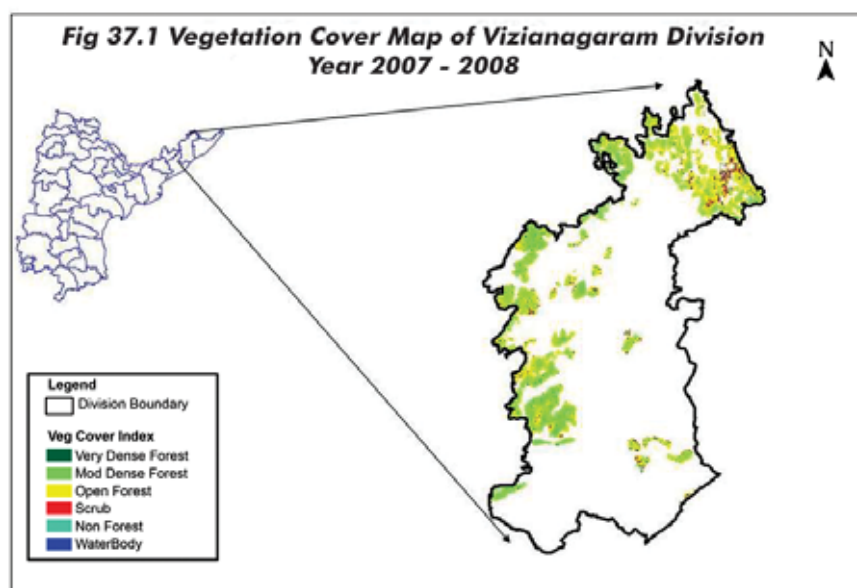 Fig 37.1 Vegetation Cover Map of Vizianagaram Division
Year 2007 - 2008
N
Legend
Division Boundary
Veg Cover Index
Very Dense Forest
Mod Dense Forest
Open Forest
Scrub
Non Forest
WaterBody